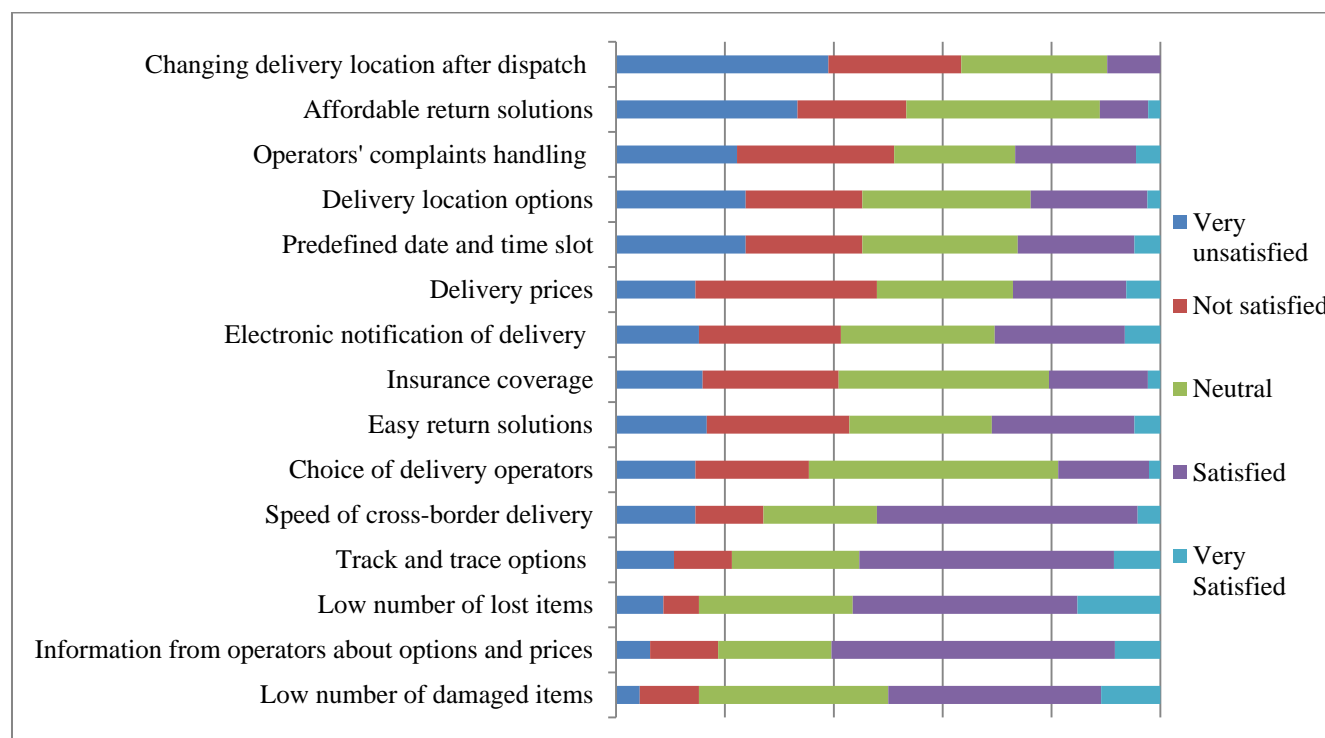 Changing delivery location after dispatch
Affordable return solutions
Operators' complaints handling
Delivery location options
Predefined date and time slot
Delivery prices
Electronic notification of delivery
Insurance coverage
Easy return solutions
Choice of delivery operators
Speed of cross-border delivery
Track and trace options
Low number of lost items
Information from operators about options and prices
Low number of damaged items
Very
unsatisfied
Not satisfied
Neutral
Satisfied
Very
Satisfied